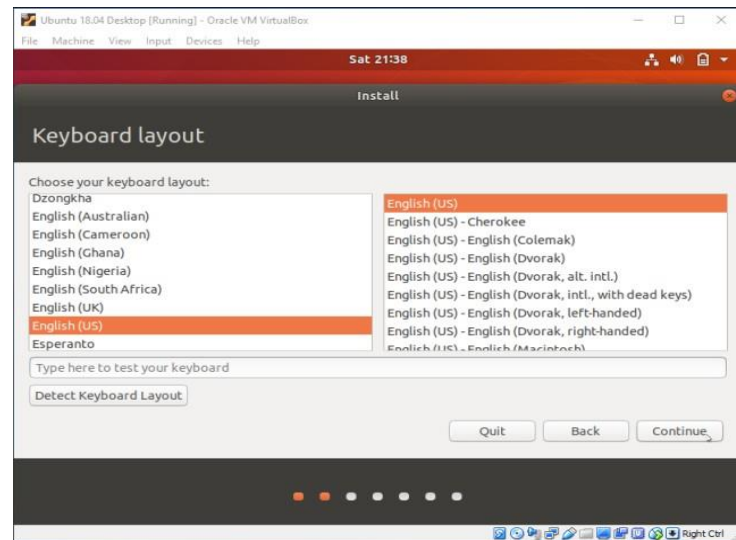 Ubuntu 18.04 Desktop [Running] - Oracle VM VirtualBox
File Machine View Input Devices Help
Sat 21:38
Install
Keyboard layout
Choose your keyboard layout:
Dzongkha
English (Australian)
English (Cameroon)
English (Ghana)
English (Nigeria)
English (South Africa)
English (UK)
English (US)
Esperanto
English (US)
English (US) - Cherokee
English (US) - English (Colemak)
English (US) - English (Dvorak)
English (US) - English (Dvorak, alt. intl.)
English (US) - English (Dvorak, intl., with dead keys)
English (US) - English (Dvorak, left-handed)
English (US) - English (Dvorak, right-handed)
English (US) - English (Macintosh)
Type here to test your keyboard
Detect Keyboard Layout
Quit Back Continue
Right Ctrl